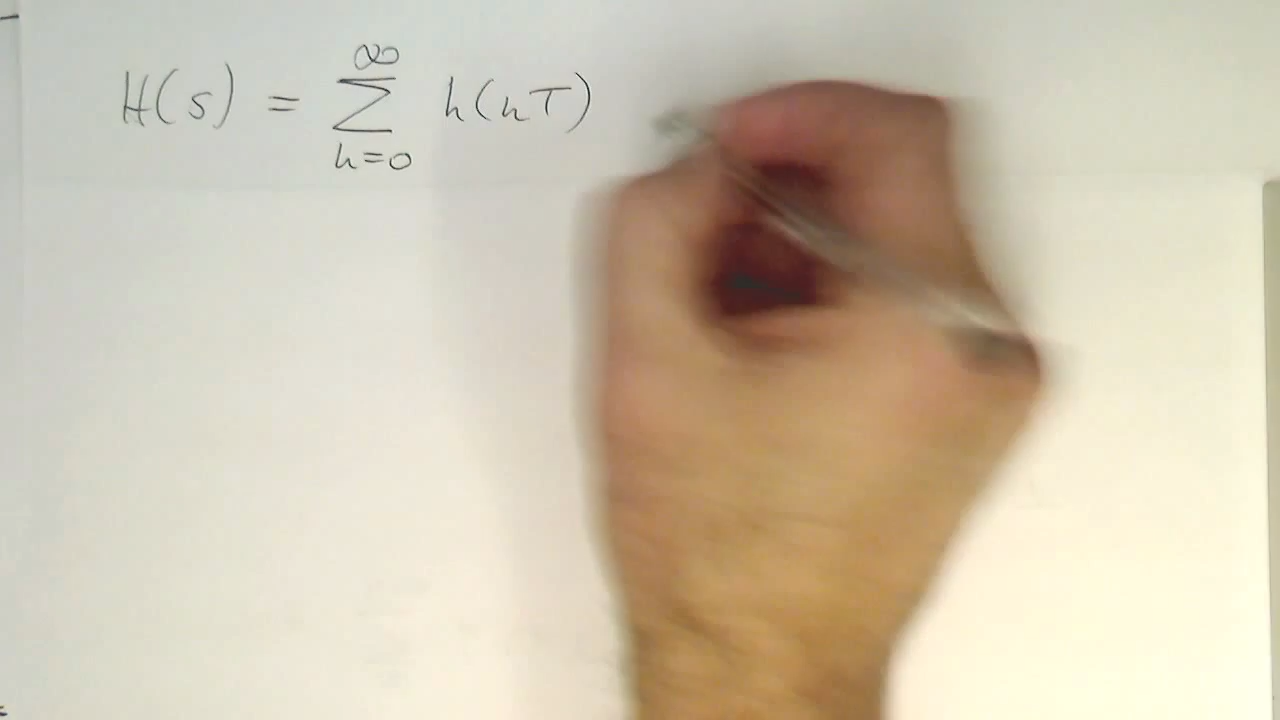 H(s) = ∞∑n=0 h(nT)